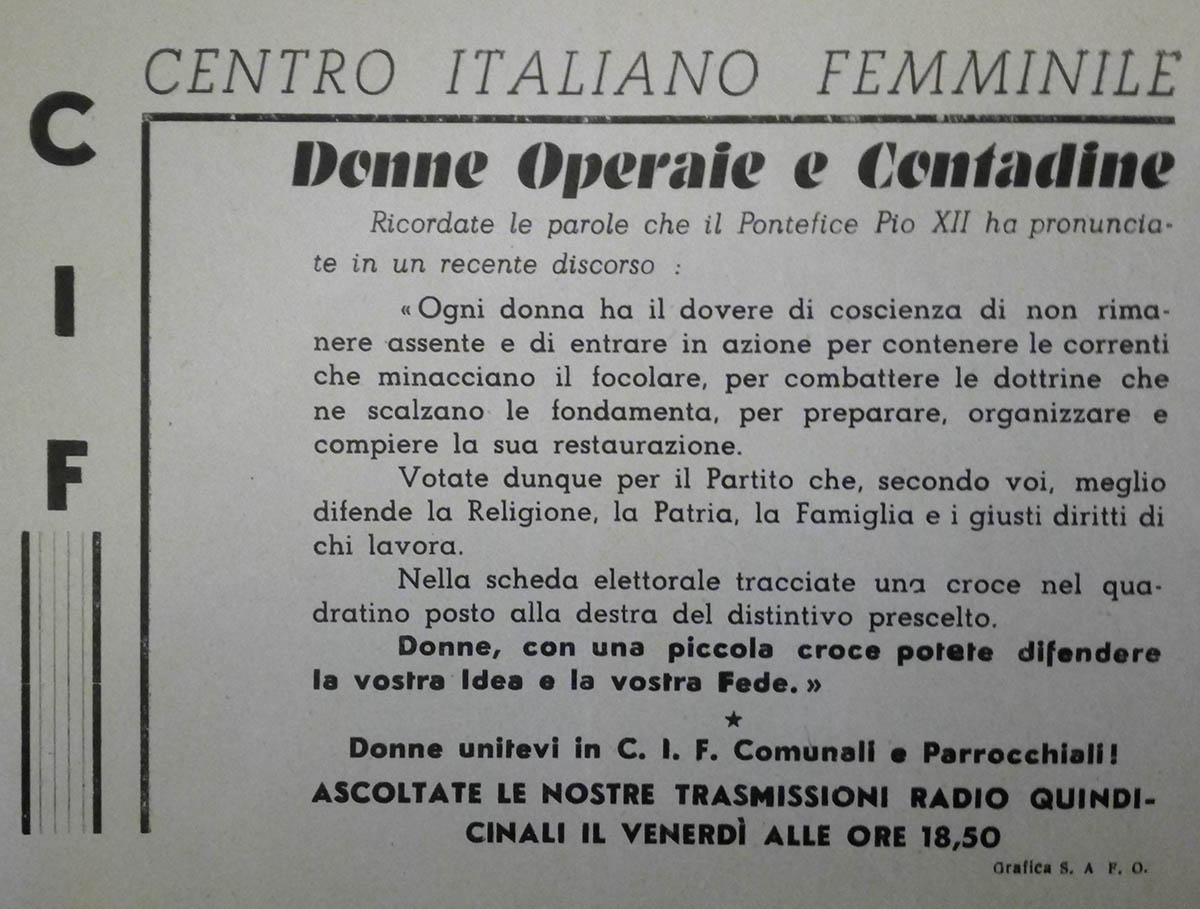 CENTRO ITALIANO FEMMINILE
C
I
F
Donne Operaie e Contadine
Ricordate le parole che il Pontefice Pio XII ha pronuncia-
te in un recente discorso :
« Ogni donna ha il dovere di coscienza di non rima-
nere assente e di entrare in azione per contenere le correnti
che minacciano il focolare, per combattere le dottrine che
ne scalzano le fondamenta, per preparare, organizzare e
compiere la sua restaurazione.
Votate dunque per il Partito che, secondo voi, meglio
difende la Religione, la Patria, la Famiglia e i giusti diritti di
chi lavora.
Nella scheda elettorale tracciate una croce nel qua-
dratino posto alla destra del distintivo prescelto.
Donne, con una piccola croce potete difendere
la vostra Idea e la vostra Fede. »
★
Donne unitevi in C. I. F. Comunali e Parrocchiali!
ASCOLTATE LE NOSTRE TRASMISSIONI RADIO QUINDI-
CINALI IL VENERDÌ ALLE ORE 18,50
Grafica S. A F. O.